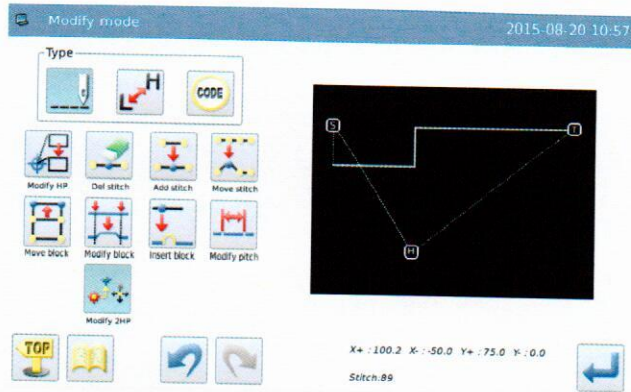 Modify mode
2015-08-20 10:57
Type
L H
CODE
Modify HP
Del stitch
Add stitch
Move stitch
Move block
Modify block
Insert block
Modify pitch
Modify 2HP
TOP
S
T
H
X+ : 100.2 X- : -50.0 Y+ : 75.0 Y- : 0.0
Stitch:89